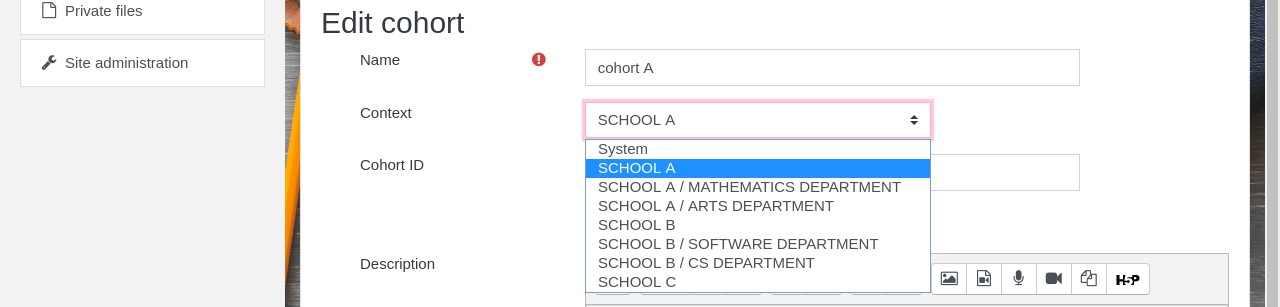 Private files
Edit cohort
Name
cohort A
Site administration
Context
SCHOOL A
System
SCHOOL A
Cohort ID
SCHOOL A / MATHEMATICS DEPARTMENT
SCHOOL A / ARTS DEPARTMENT
SCHOOL B
SCHOOL B / SOFTWARE DEPARTMENT
Description
SCHOOL B / CS DEPARTMENT
SCHOOL C
H5P